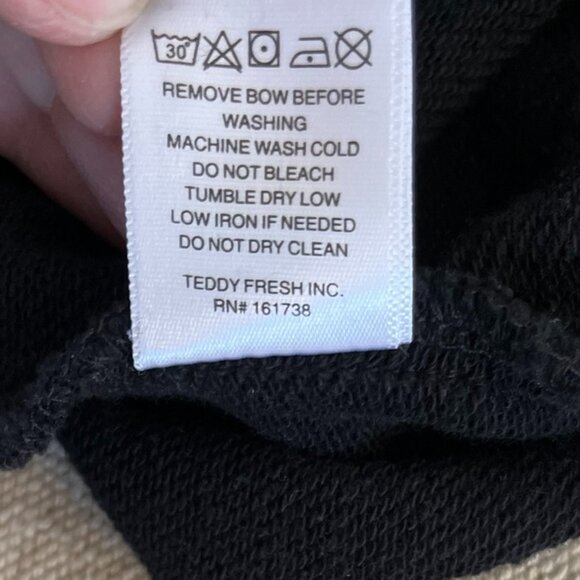 30°
REMOVE BOW BEFORE
WASHING
MACHINE WASH COLD
DO NOT BLEACH
TUMBLE DRY LOW
LOW IRON IF NEEDED
DO NOT DRY CLEAN
TEDDY FRESH INC.
RN# 161738